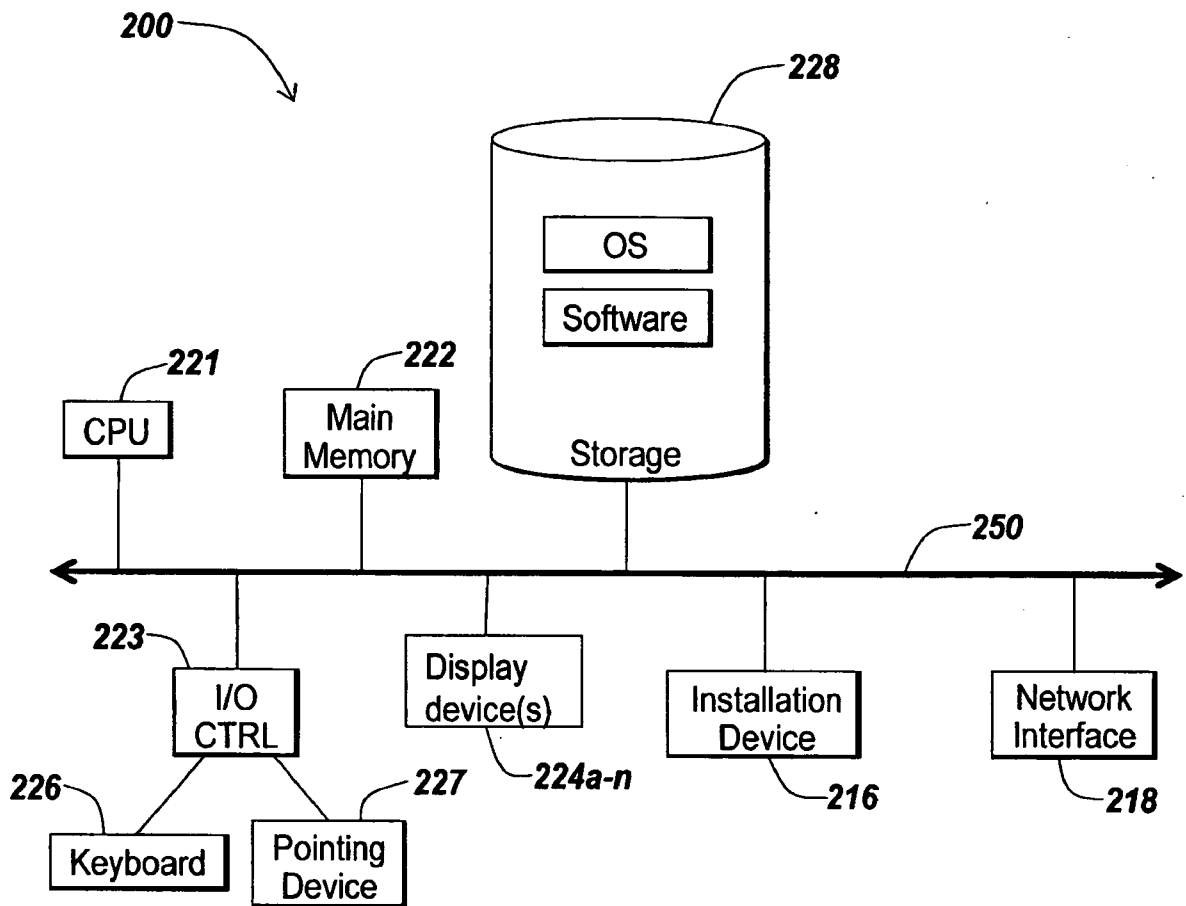 200
228
OS
Software
Storage
221
CPU
222
Main
Memory
250
223
I/O
CTRL
Display
device(s)
224a-n
Installation
Device
216
Network
Interface
218
226
Keyboard
227
Pointing
Device